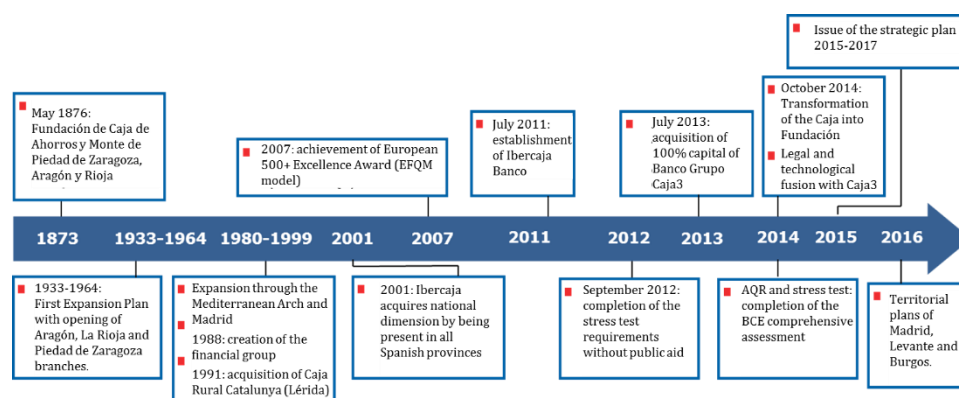 Issue of the strategic plan
2015-2017
May 1876:
Fundación de Caja de
Ahorros y Monte de
Piedad de Zaragoza,
Aragón y Rioja
2007: achievement of European
500+ Excellence Award (EFQM
model)
July 2011:
establishment
of Ibercaja
Banco
July 2013:
acquisition of
100% capital of
Banco Grupo
Caja3
October 2014:
Transformation
of the Caja into
Fundación
Legal and
technological
fusion with Caja3
1873
1933-1964
1980-1999
2001
2007
2011
2012
2013
2014
2015
2016
1933-1964:
First Expansion Plan
with opening of
Aragón, La Rioja and
Piedad de Zaragoza
branches.
Expansion through the
Mediterranean Arch and
Madrid
1988: creation of the
financial group
1991: acquisition of Caja
Rural Catalunya (Lérida)
2001: Ibercaja
acquires national
dimension by being
present in all
Spanish provinces
September 2012:
completion of the
stress test
requirements
without public aid
AQR and stress test:
completion of the
BCE comprehensive
assessment
Territorial
plans of
Madrid,
Levante and
Burgos.